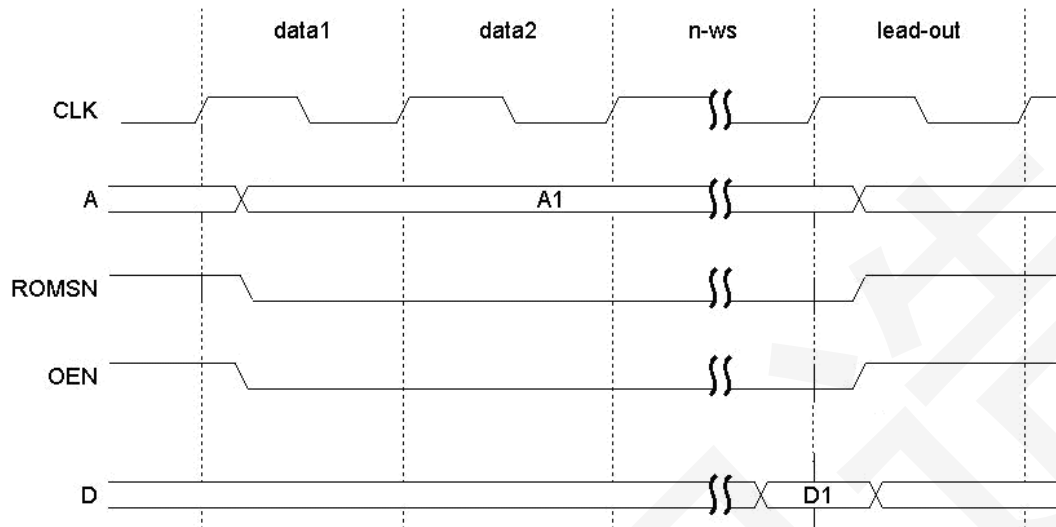 data1 data2 n-ws lead-out
CLK
A A1
ROMSN
OEN
D D1